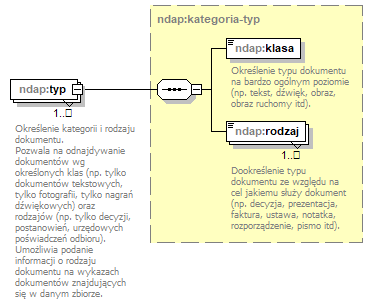 ndap:kategoria-typ
ndap:klasa
Określenie typu dokumentu
na bardzo ogólnym poziomie
(np. tekst, dźwięk, obraz,
obraz ruchomy itd).
ndap:typ
1..□
Określenie kategorii i rodzaju
dokumentu.
Pozwala na odnajdywanie
dokumentów wg
określonych klas (np. tylko
dokumentów tekstowych,
tylko fotografii, tylko nagrań
dźwiękowych) oraz
rodzajów (np. tylko decyzji,
postanowień, urzędowych
poświadczeń odbioru).
Umożliwia podanie
informacji o rodzaju
dokumentu na wykazach
dokumentów znajdujących
się w danym zbiorze.
ndap:rodzaj
1..□
Dookreślenie typu
dokumentu ze względu na
cel jakiemu służy dokument
(np. decyzja, prezentacja,
faktura, ustawa, notatka,
rozporządzenie, pismo itd).